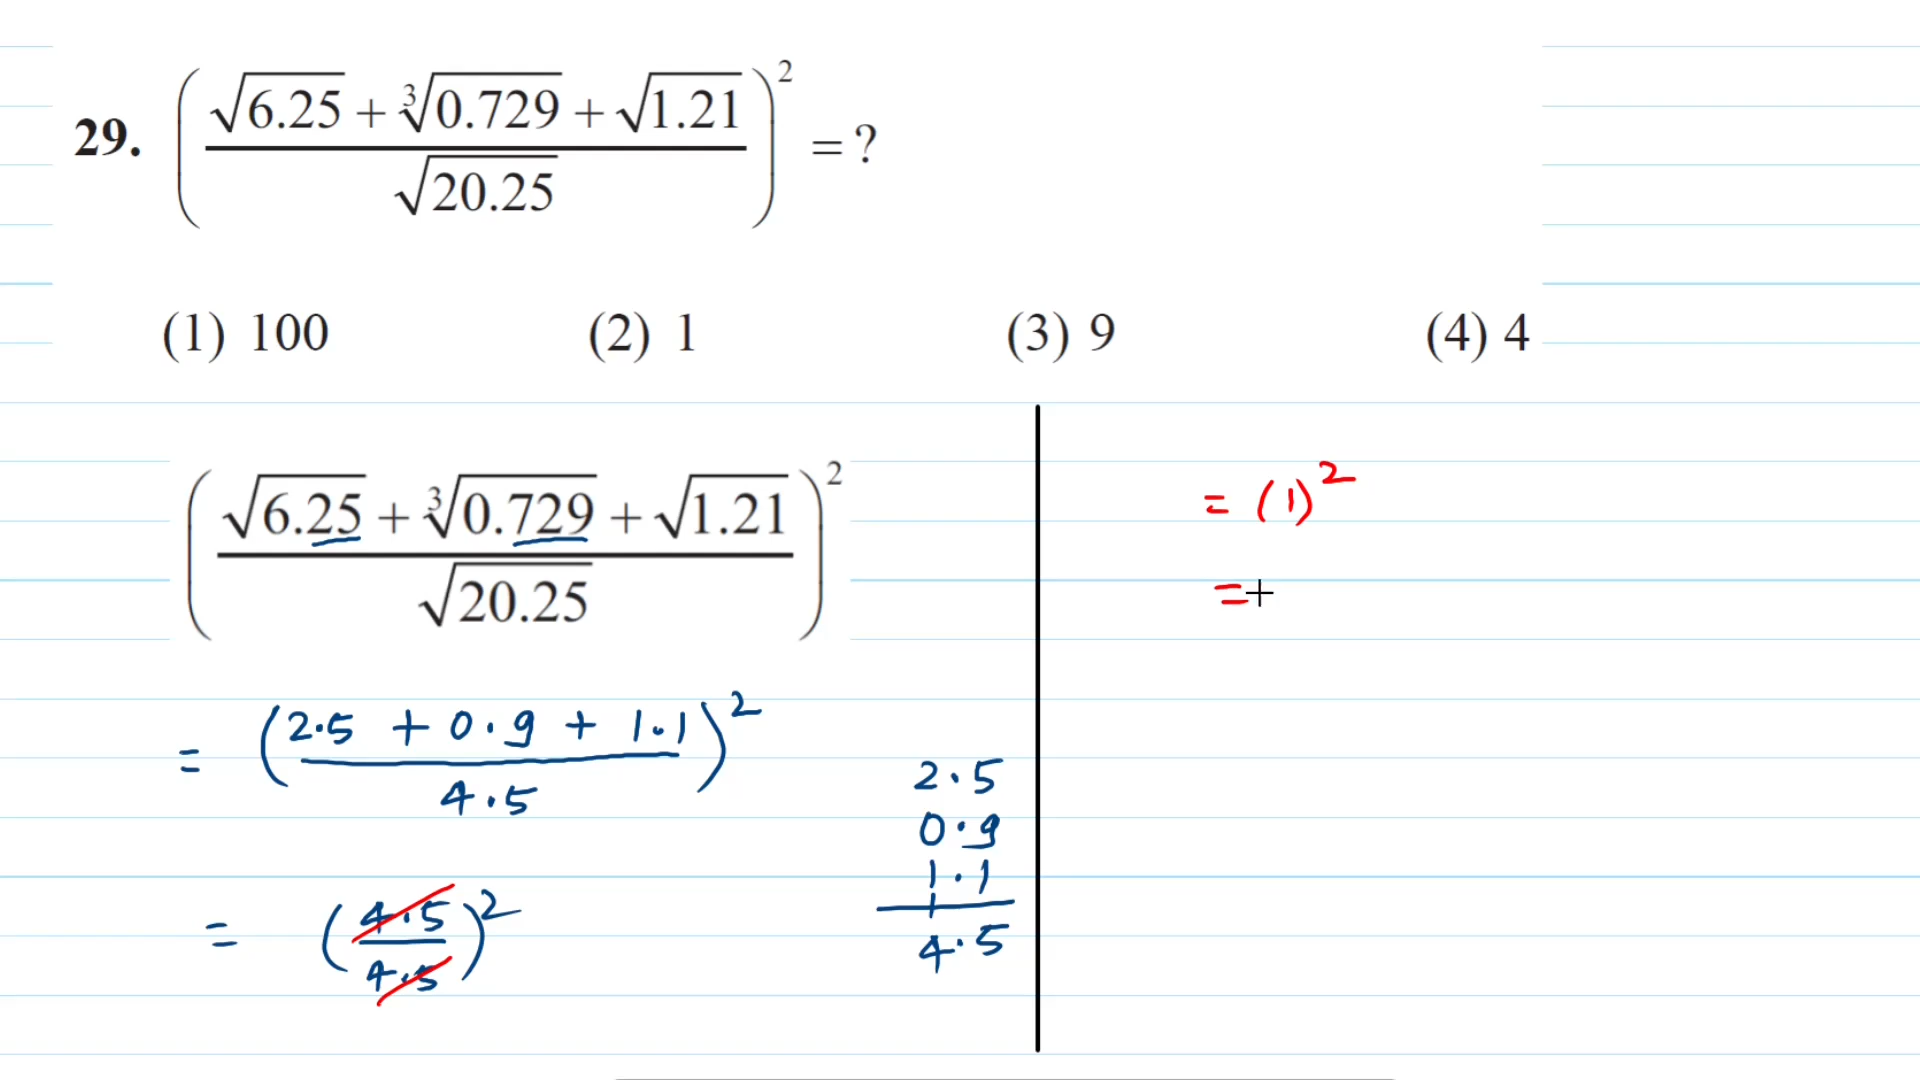 29. (√6.25 + ∛0.729 + √1.21 / √20.25)² = ?
(1) 100 (2) 1 (3) 9 (4) 4
(√6.25 + ∛0.729 + √1.21 / √20.25)²
= (2.5 + 0.9 + 1.1 / 4.5)²
= (4.5 / 4.5)²
2.5
0.9
1.1
1
4.5
= (1)²
=